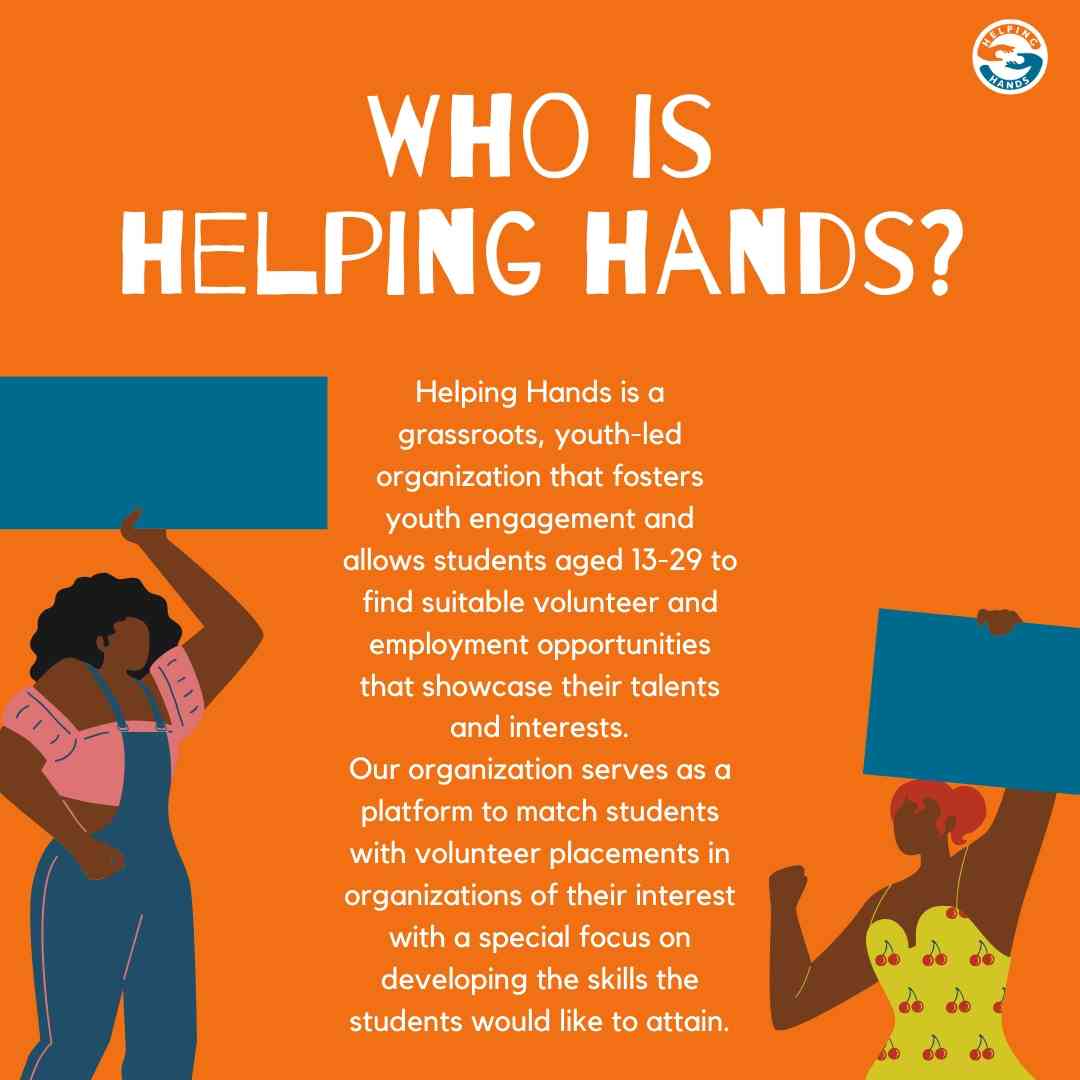 HELPING
HANDS
WHO IS
HELPING HANDS?
Helping Hands is a
grassroots, youth-led
organization that fosters
youth engagement and
allows students aged 13-29 to
find suitable volunteer and
employment opportunities
that showcase their talents
and interests.
Our organization serves as a
platform to match students
with volunteer placements in
organizations of their interest
with a special focus on
developing the skills the
students would like to attain.